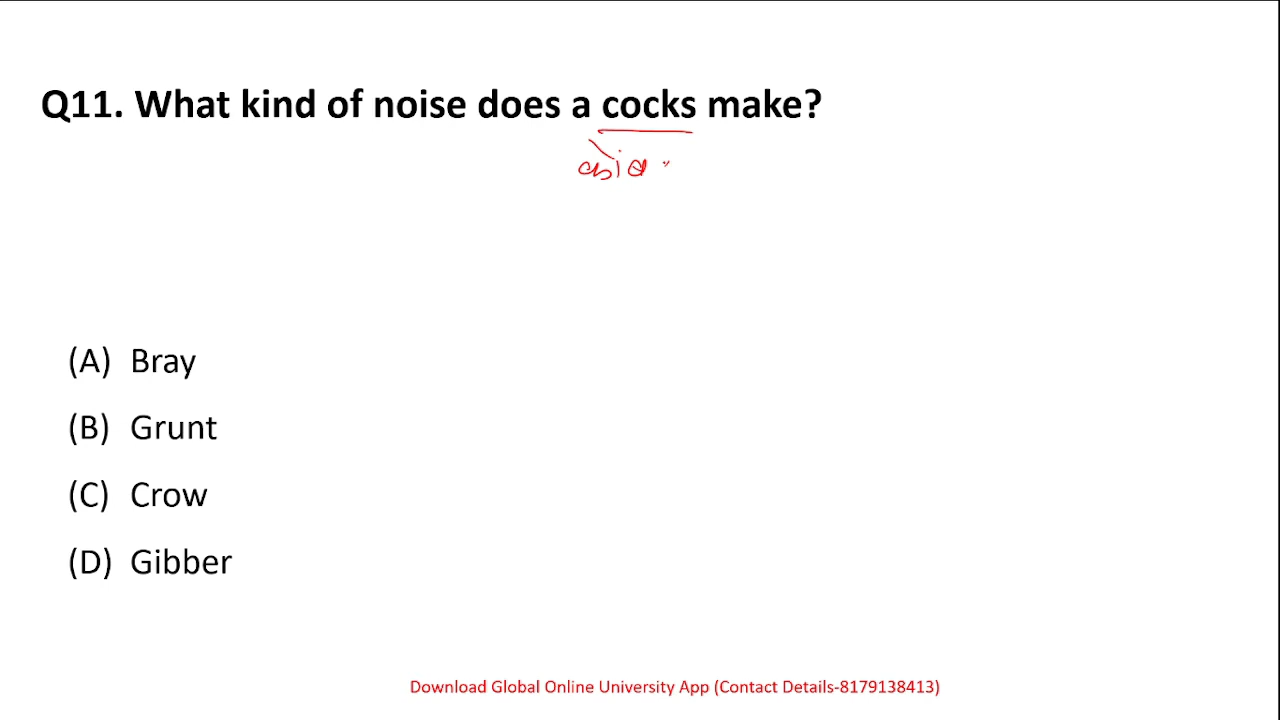 Q11. What kind of noise does a cocks make?
(A) Bray
(B) Grunt
(C) Crow
(D) Gibber
Download Global Online University App (Contact Details-8179138413)